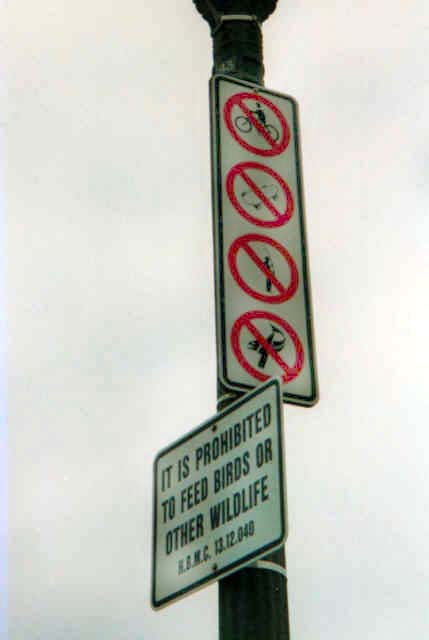 IT IS PROHIBITED
TO FEED BIRDS OR
OTHER WILDLIFE
H.B.M.C. 13.12.040